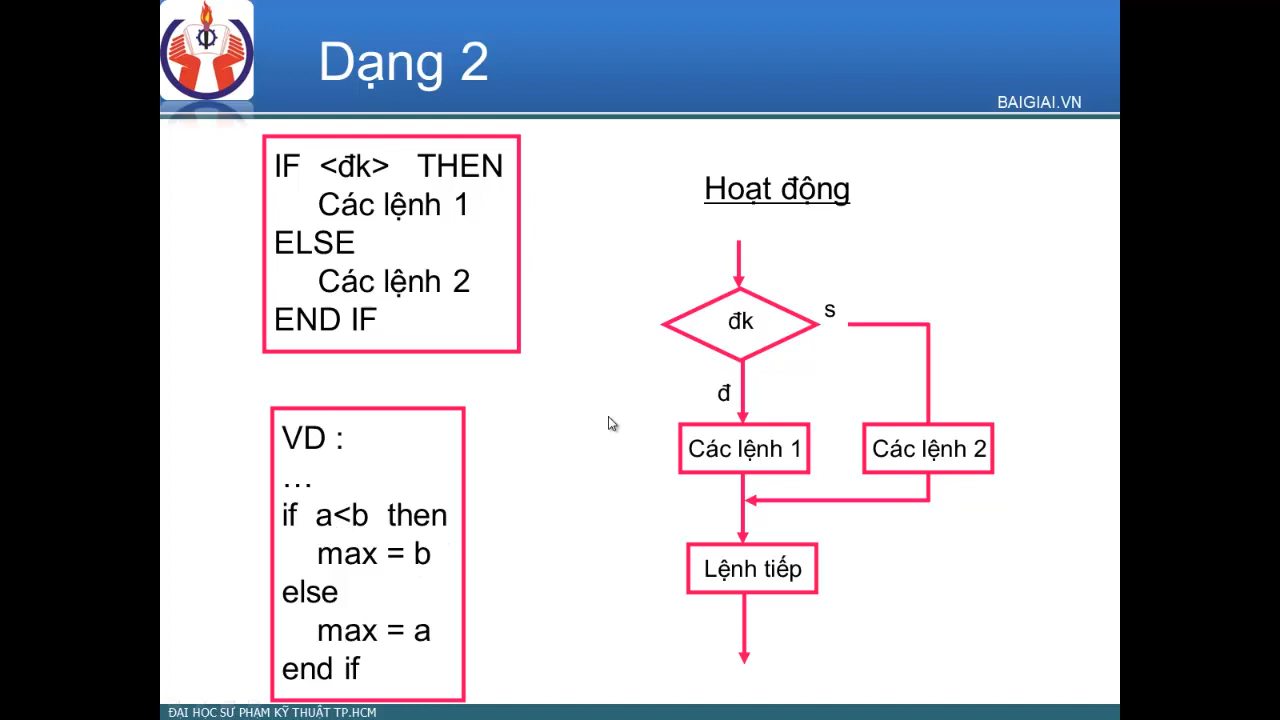 Dạng 2
BAIGIAI.VN
IF <đk> THEN
Các lệnh 1
ELSE
Các lệnh 2
END IF
VD :
…
if a<b then
max = b
else
max = a
end if
Hoạt động
đk
s
đ
Các lệnh 1
Các lệnh 2
Lệnh tiếp
ĐẠI HỌC SƯ PHẠM KỸ THUẬT TP.HCM